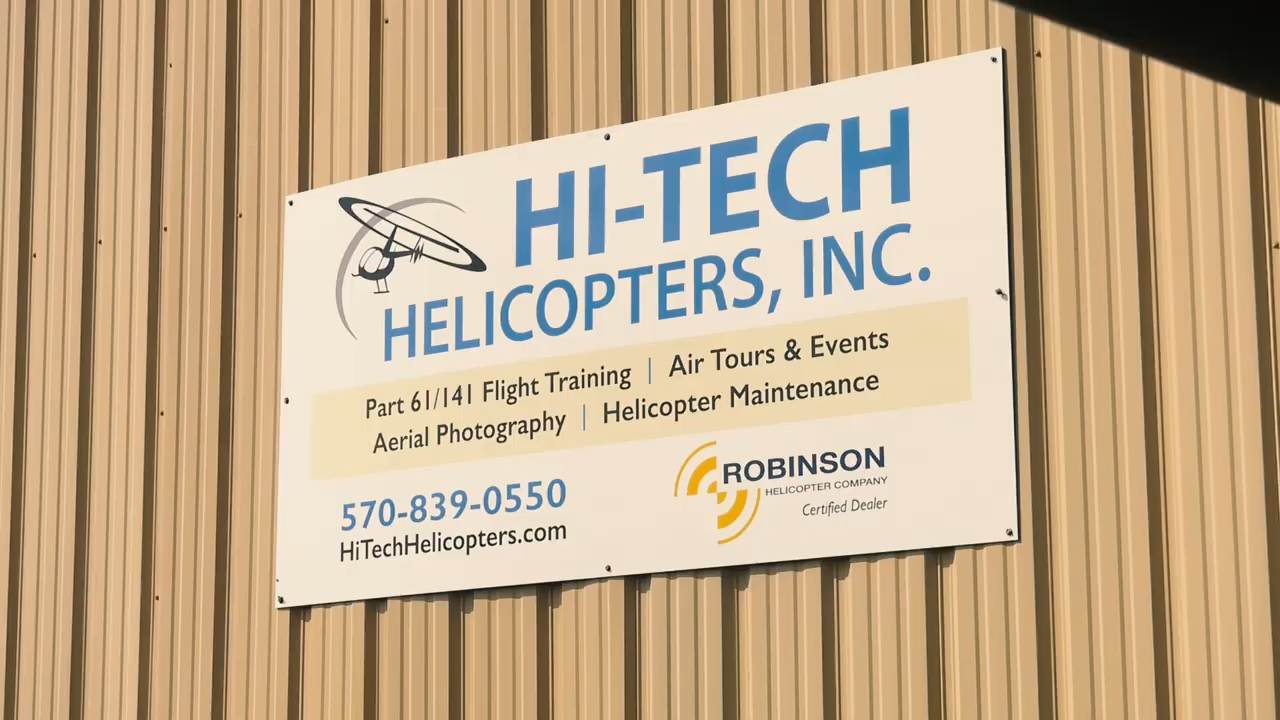 HI-TECH
HELICOPTERS, INC.
Part 61/141 Flight Training | Air Tours & Events
Aerial Photography | Helicopter Maintenance
570-839-0550
HiTechHelicopters.com
ROBINSON
HELICOPTER COMPANY
Certified Dealer